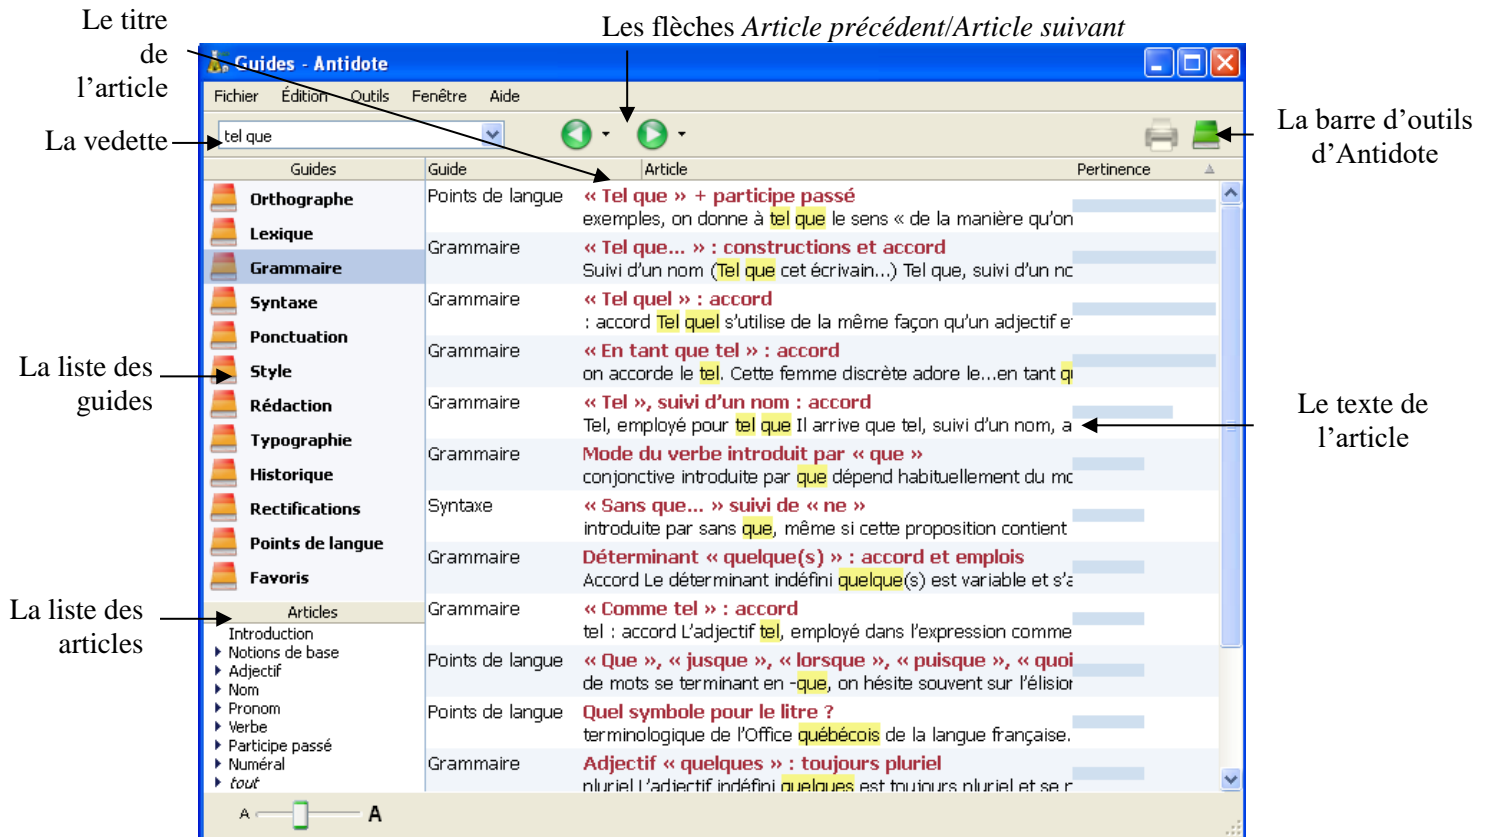 Le titre
de
l’article
Les flèches Article précédent/Article suivant
Guides - Antidote
Fichier Édition Outils Fenêtre Aide
La vedette
tel que
La barre d’outils
d’Antidote
Guides
Guide Article Pertinence
Orthographe
Lexique
Grammaire
Syntaxe
Ponctuation
Style
Rédaction
Typographie
Historique
Rectifications
Points de langue
Favoris
La liste des
guides
Points de langue « Tel que » + participe passé
exemples, on donne à tel que le sens « de la manière qu’on
Grammaire « Tel que... » : constructions et accord
Suivi d’un nom (Tel que cet écrivain...) Tel que, suivi d’un nc
Grammaire « Tel quel » : accord
: accord Tel quel s’utilise de la même façon qu’un adjectif et
Grammaire « En tant que tel » : accord
on accorde le tel. Cette femme discrète adore le...en tant qu
Grammaire « Tel », suivi d’un nom : accord
Tel, employé pour tel que Il arrive que tel, suivi d’un nom, a
Grammaire Mode du verbe introduit par « que »
conjonctive introduite par que dépend habituellement du mc
Syntaxe « Sans que... » suivi de « ne »
introduite par sans que, même si cette proposition contient
Grammaire Déterminant « quelque(s) » : accord et emplois
Accord Le déterminant indéfini quelque(s) est variable et s’a
Grammaire « Comme tel » : accord
tel : accord L’adjectif tel, employé dans l’expression comme
Points de langue « Que », « jusque », « lorsque », « puisque », « quoi
de mots se terminant en -que, on hésite souvent sur l’élision
Points de langue Quel symbole pour le litre ?
terminologique de l’Office québécois de la langue française.
Grammaire Adjectif « quelques » : toujours pluriel
pluriel L’adjectif indéfini quelques est toujours pluriel et se r
Le texte de
l’article
La liste des
articles
Articles
Introduction
Notions de base
Adjectif
Nom
Pronom
Verbe
Participe passé
Numéral
tout
A A